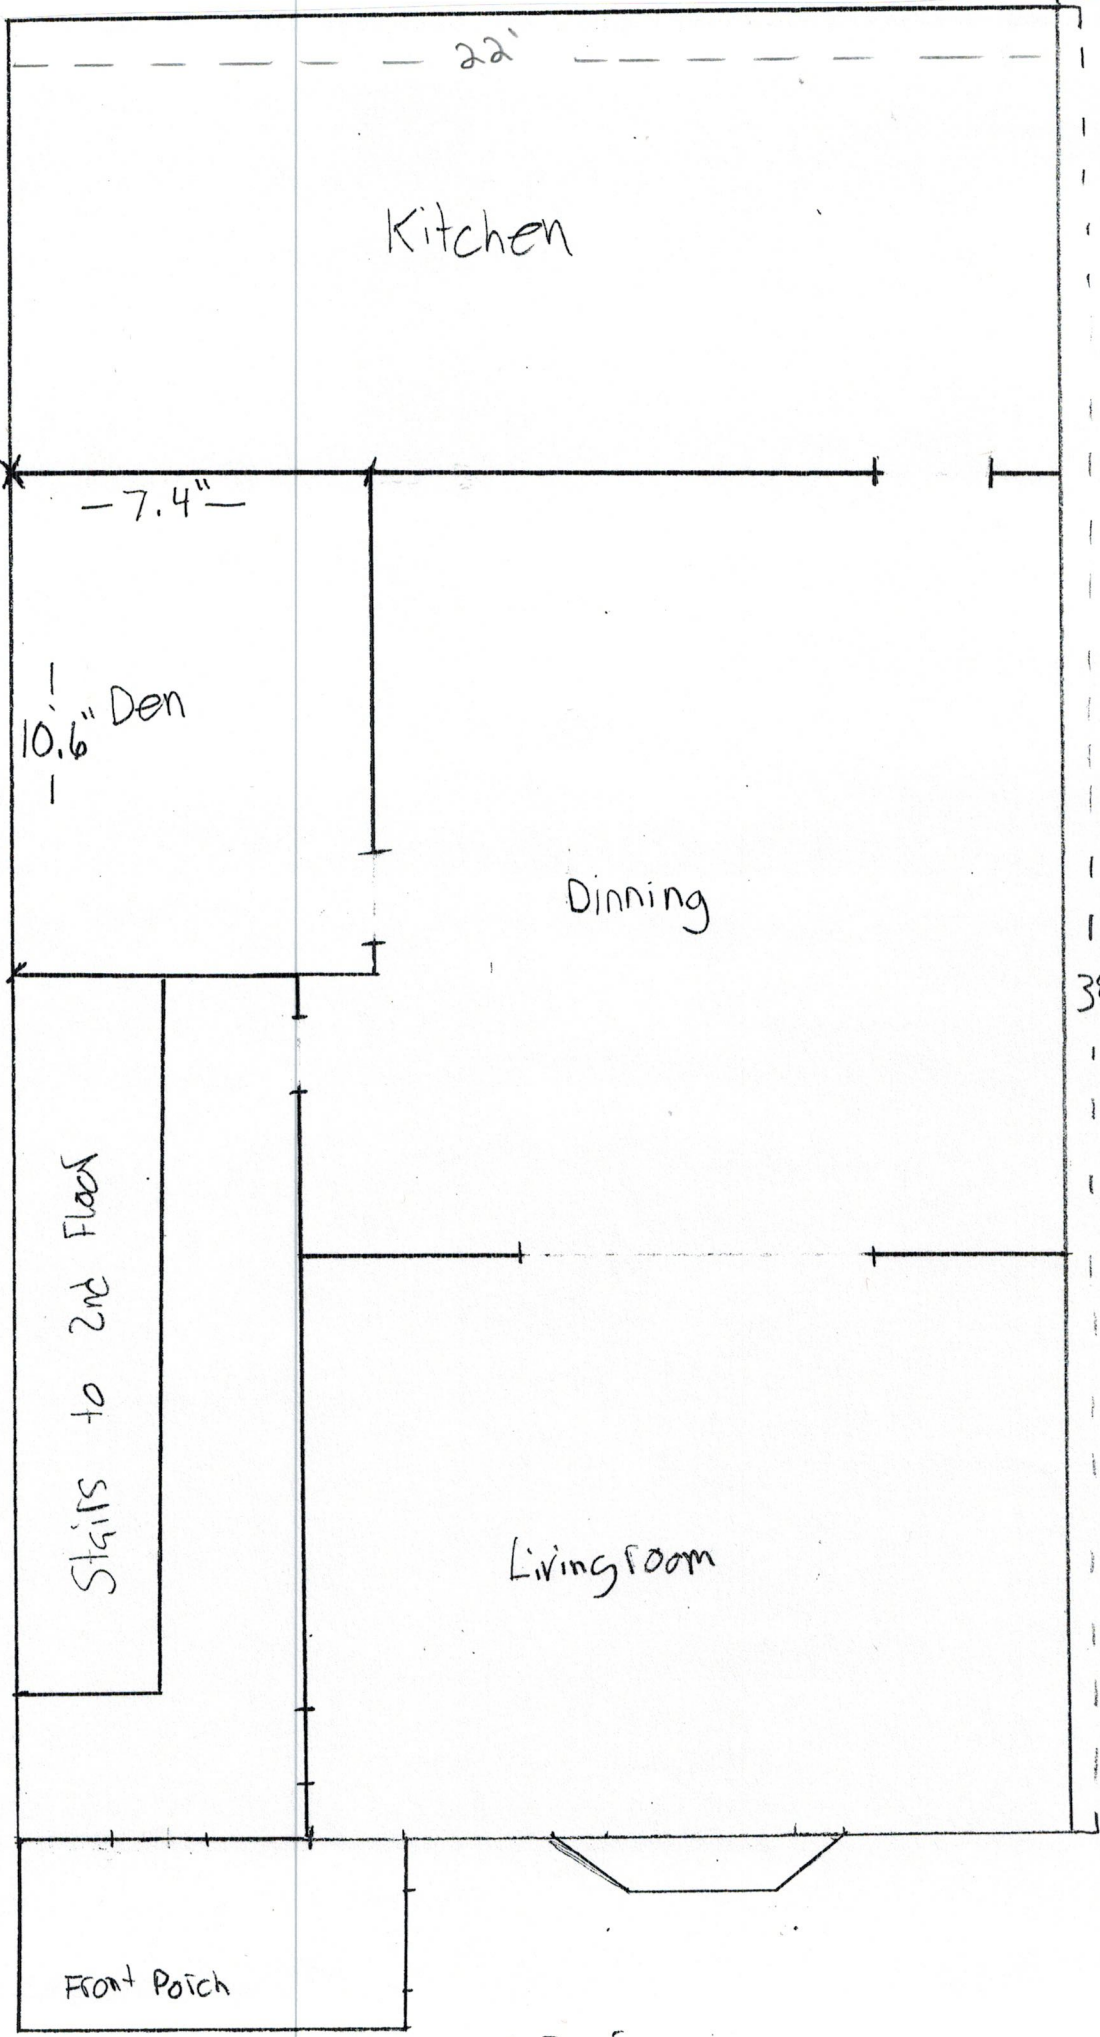 22'
Kitchen
—7.4"—
Den
10.6"
Dinning
Stairs to 2nd Floor
Livingroom
Front Porch